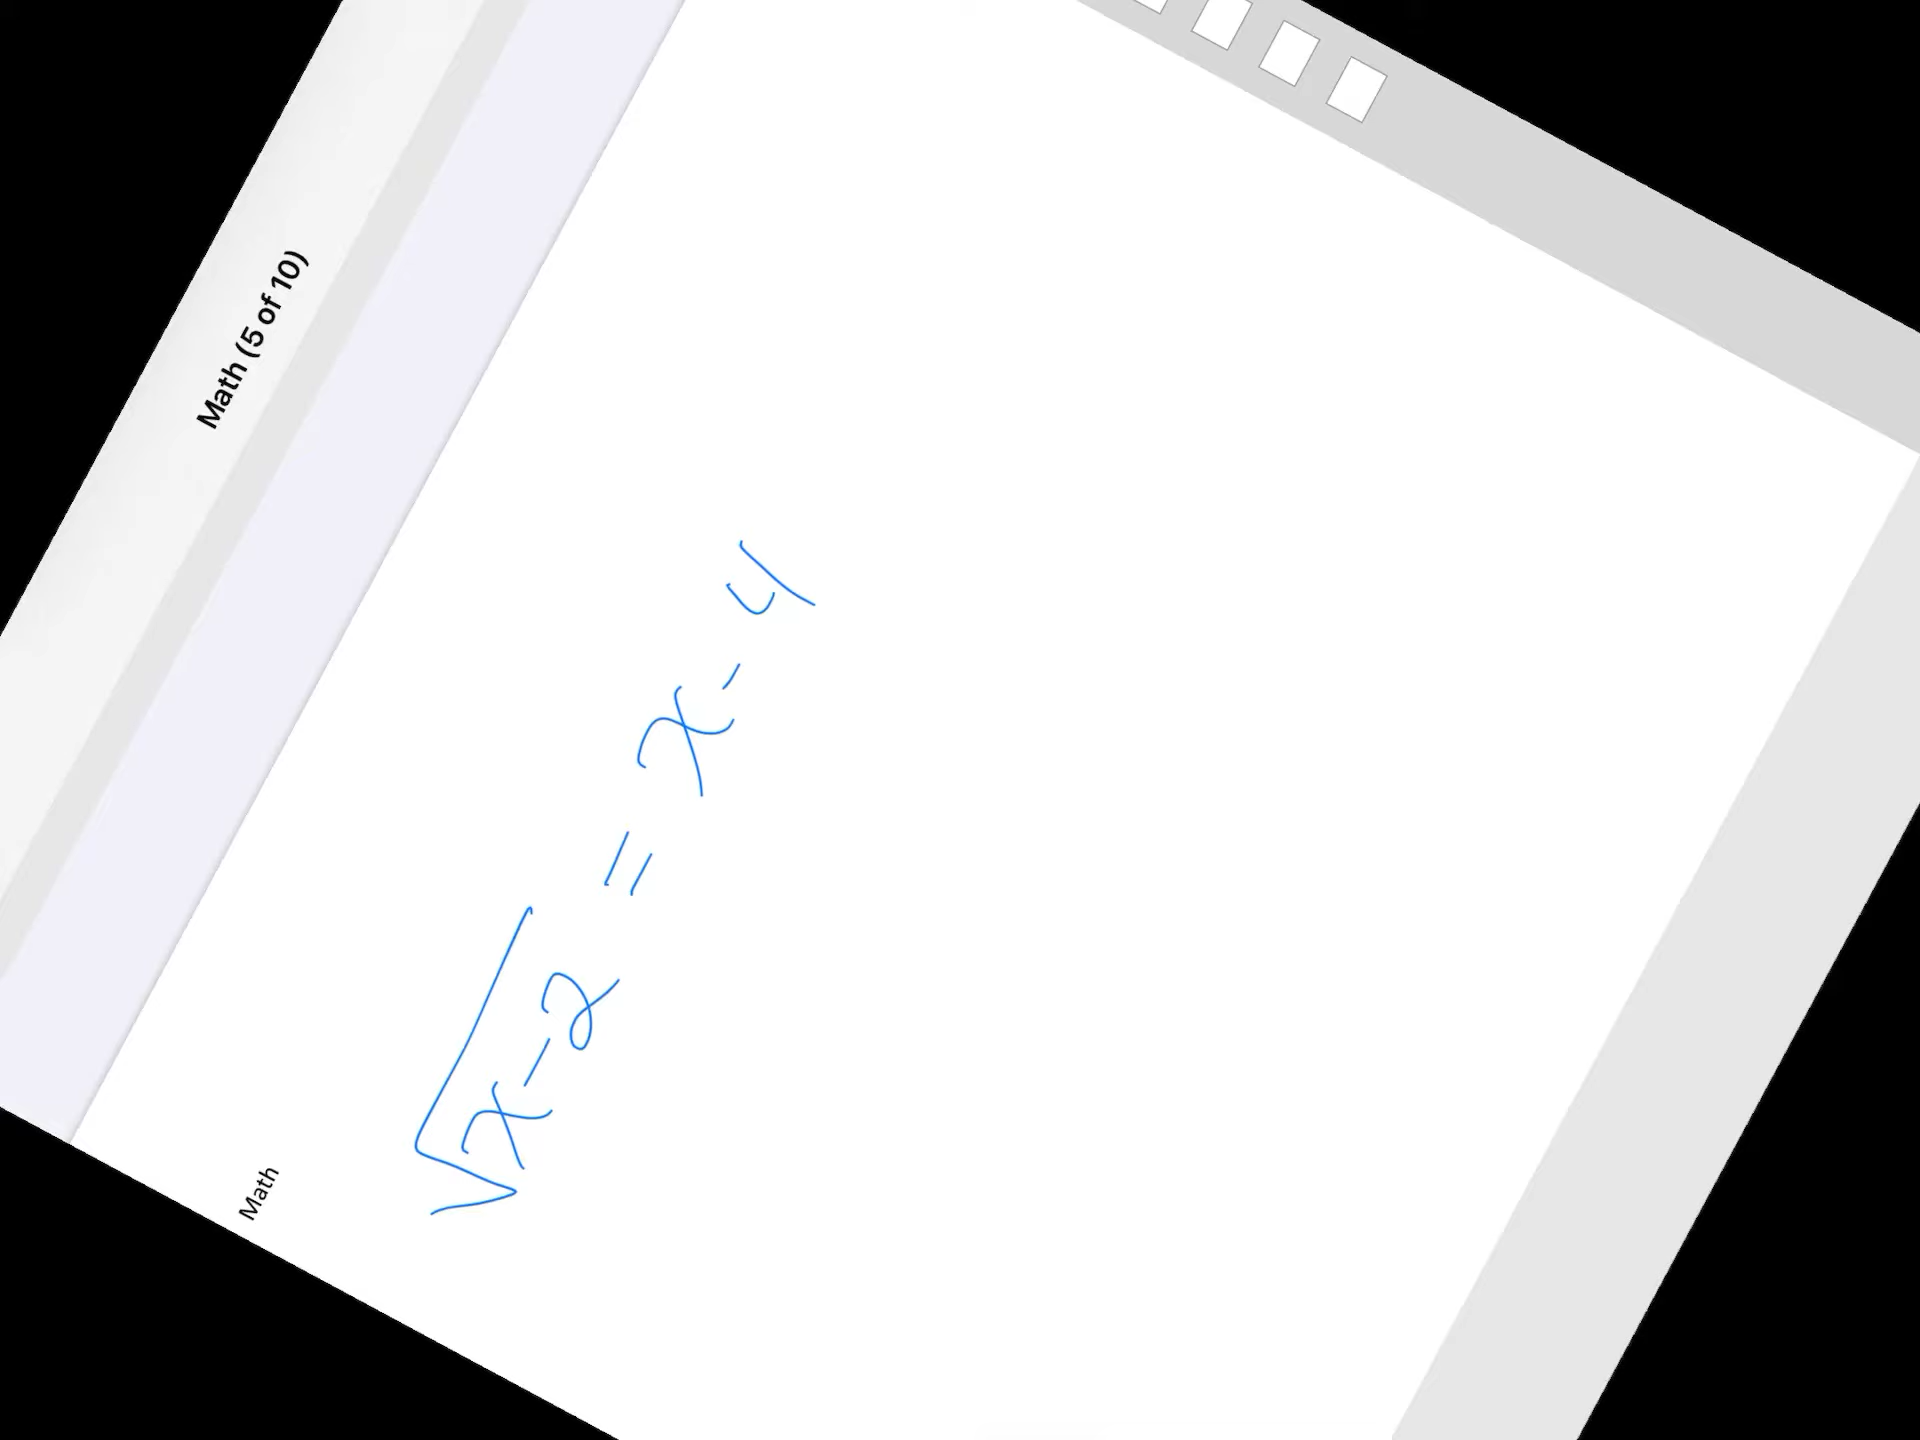 Math (5 of 10)
Math
√x-2 = x-4